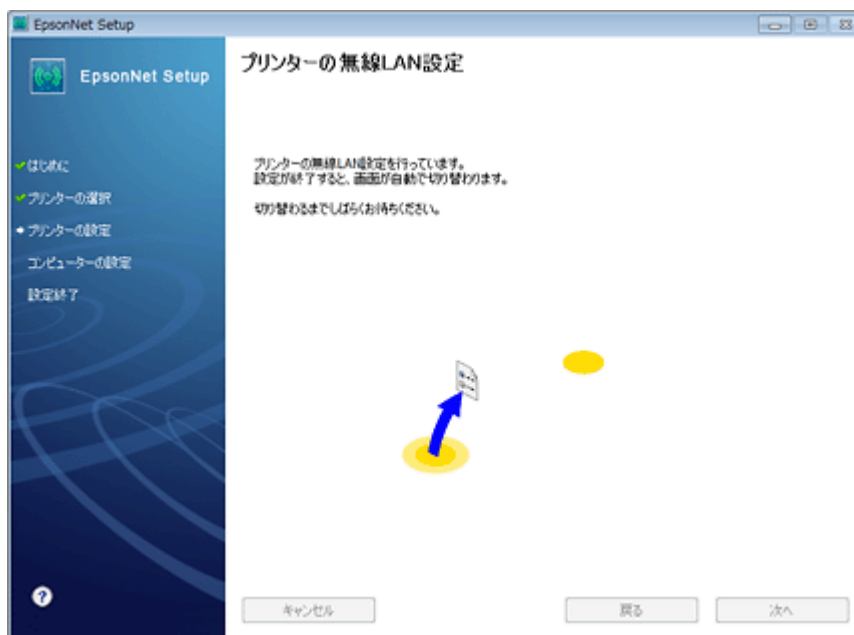 EpsonNet Setup
EpsonNet Setup
はじめに
プリンターの選択
プリンターの設定
コンピューターの設定
設定終了
プリンターの無線LAN設定
プリンターの無線LAN設定を行っています。
設定が終了すると、画面が自動で切り替わります。
切り替わるまでしばらくお待ちください。
?
キャンセル
戻る
次へ